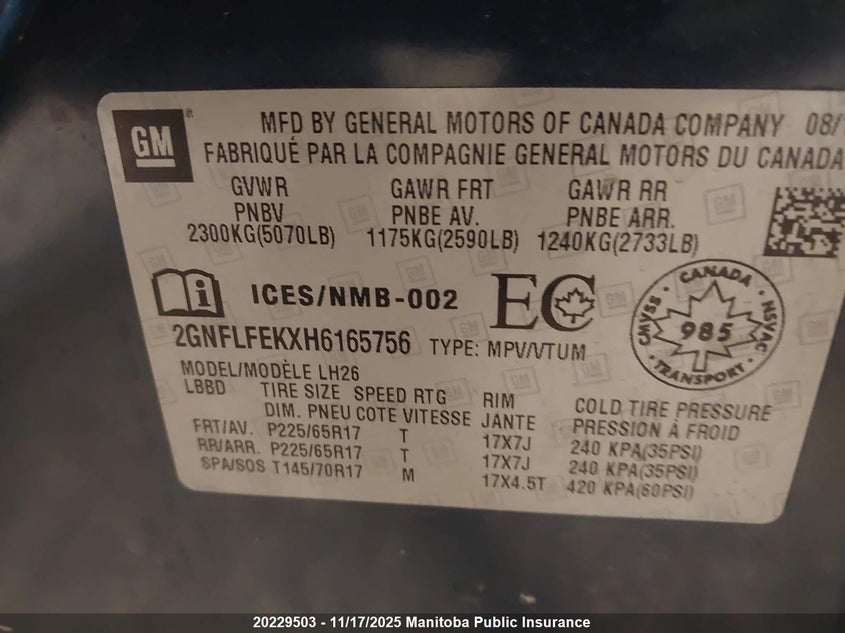 GM ®
MFD BY GENERAL MOTORS OF CANADA COMPANY 08/
FABRIQUÉ PAR LA COMPAGNIE GENERAL MOTORS DU CANADA
GVWR GAWR FRT GAWR RR
PNBV PNBE AV. PNBE ARR.
2300KG(5070LB) 1175KG(2590LB) 1240KG(2733LB)
i ICES/NMB-002 EC
CANADA CMVSS 985 NSVAC TRANSPORT
2GNFLFEKXH6165756 TYPE: MPV/VTUM
MODEL/MODÈLE LH26
LBBD TIRE SIZE SPEED RTG RIM COLD TIRE PRESSURE
DIM. PNEU COTE VITESSE JANTE PRESSION À FROID
FRT/AV. P225/65R17 T 17X7J 240 KPA(35PSI)
RR/ARR. P225/65R17 T 17X7J 240 KPA(35PSI)
SPA/SOS T145/70R17 M 17X4.5T 420 KPA(60PSI)
20229503 - 11/17/2025 Manitoba Public Insurance